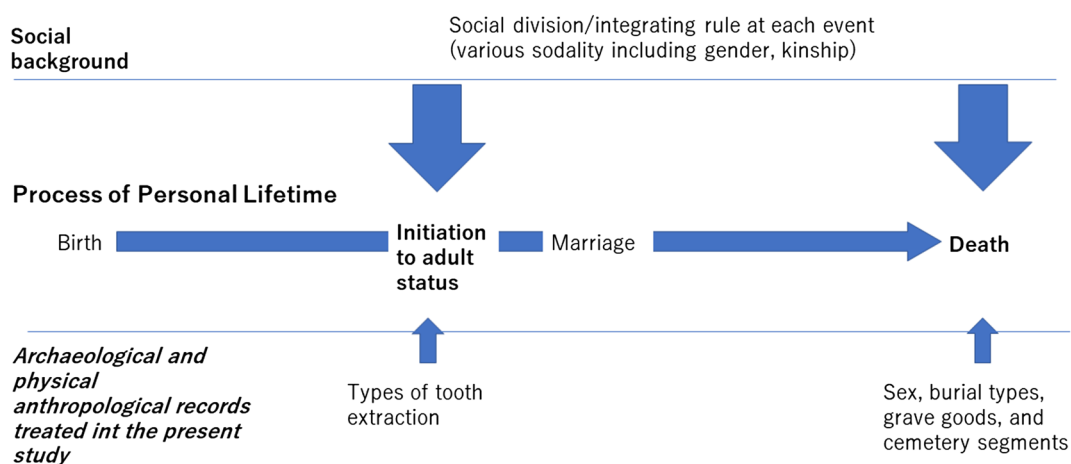 Social
background
Social division/integrating rule at each event
(various sodality including gender, kinship)
Process of Personal Lifetime
Birth
Initiation
to adult
status
Marriage
Death
Archaeological and
physical
anthropological records
treated int the present
study
Types of tooth
extraction
Sex, burial types,
grave goods, and
cemetery segments